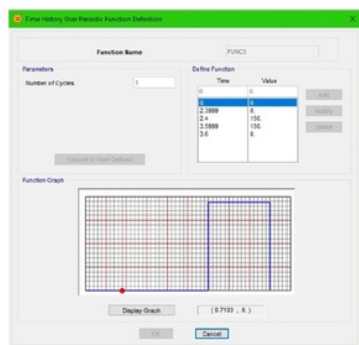 Time History User Periodic Function Definition
Function Name
FUNC3
Parameters
Number of Cycles
1
Convert to User Defined
Define Function
Time Value
0. 0.
0. 0.
2.3999 0.
2.4 150.
3.5999 150.
3.6 0.
Add
Modify
Delete
Function Graph
Display Graph
(0.7193 , 0.)
OK
Cancel